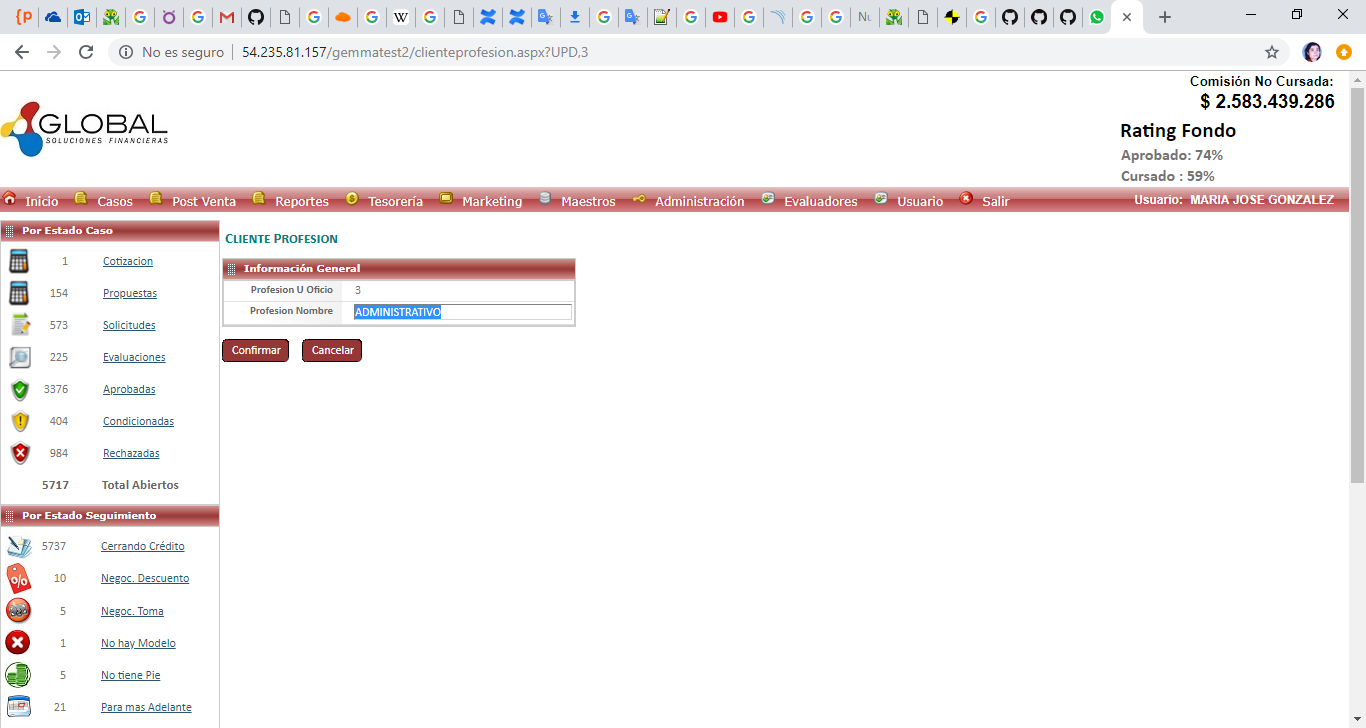 No es seguro
54.235.81.157/gemmatest2/clienteprofesion.aspx?UPD,3
GLOBAL
SOLUCIONES FINANCIERAS
Comisión No Cursada:
$ 2.583.439.286
Rating Fondo
Aprobado: 74%
Cursado : 59%
Inicio Casos Post Venta Reportes Tesorería Marketing Maestros Administración Evaluadores Usuario Salir Usuario: MARIA JOSE GONZALEZ
Por Estado Caso
1 Cotizacion
154 Propuestas
573 Solicitudes
225 Evaluaciones
3376 Aprobadas
404 Condicionadas
984 Rechazadas
5717 Total Abiertos
Por Estado Seguimiento
5737 Cerrando Crédito
10 Negoc. Descuento
5 Negoc. Toma
1 No hay Modelo
5 No tiene Pie
21 Para mas Adelante
CLIENTE PROFESION
Información General
Profesion U Oficio 3
Profesion Nombre ADMINISTRATIVO
Confirmar Cancelar